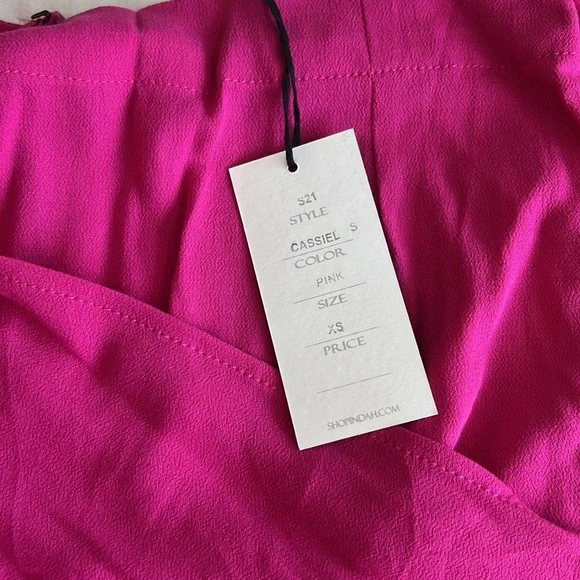 S21
STYLE
CASSIEL S
COLOR
PINK
SIZE
XS
PRICE
SHOPINDAH.COM